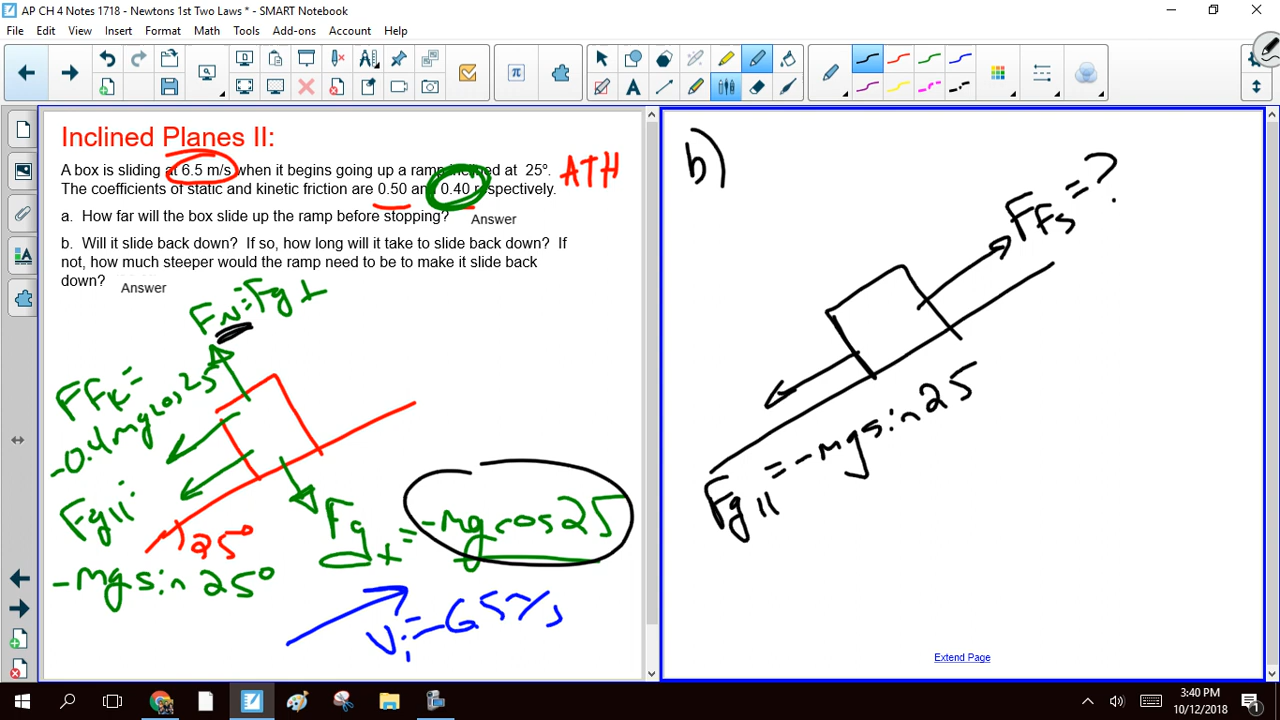 AP CH 4 Notes 1718 - Newtons 1st Two Laws * - SMART Notebook
File Edit View Insert Format Math Tools Add-ons Account Help
Inclined Planes II:
A box is sliding at 6.5 m/s when it begins going up a ramp inclined at 25º.
The coefficients of static and kinetic friction are 0.50 and 0.40 respectively.
ATH
a. How far will the box slide up the ramp before stopping? Answer
b. Will it slide back down? If so, how long will it take to slide back down? If
not, how much steeper would the ramp need to be to make it slide back
down? Answer
FN=Fg⊥
FFK=
-0.4mgcos25
Fg||=
-mgsin25°
25°
Fg⊥=-mgcos25
Vi=6.5m/s
b)
FFS=?
Fg||=-mgsin25
Extend Page
3:40 PM
10/12/2018